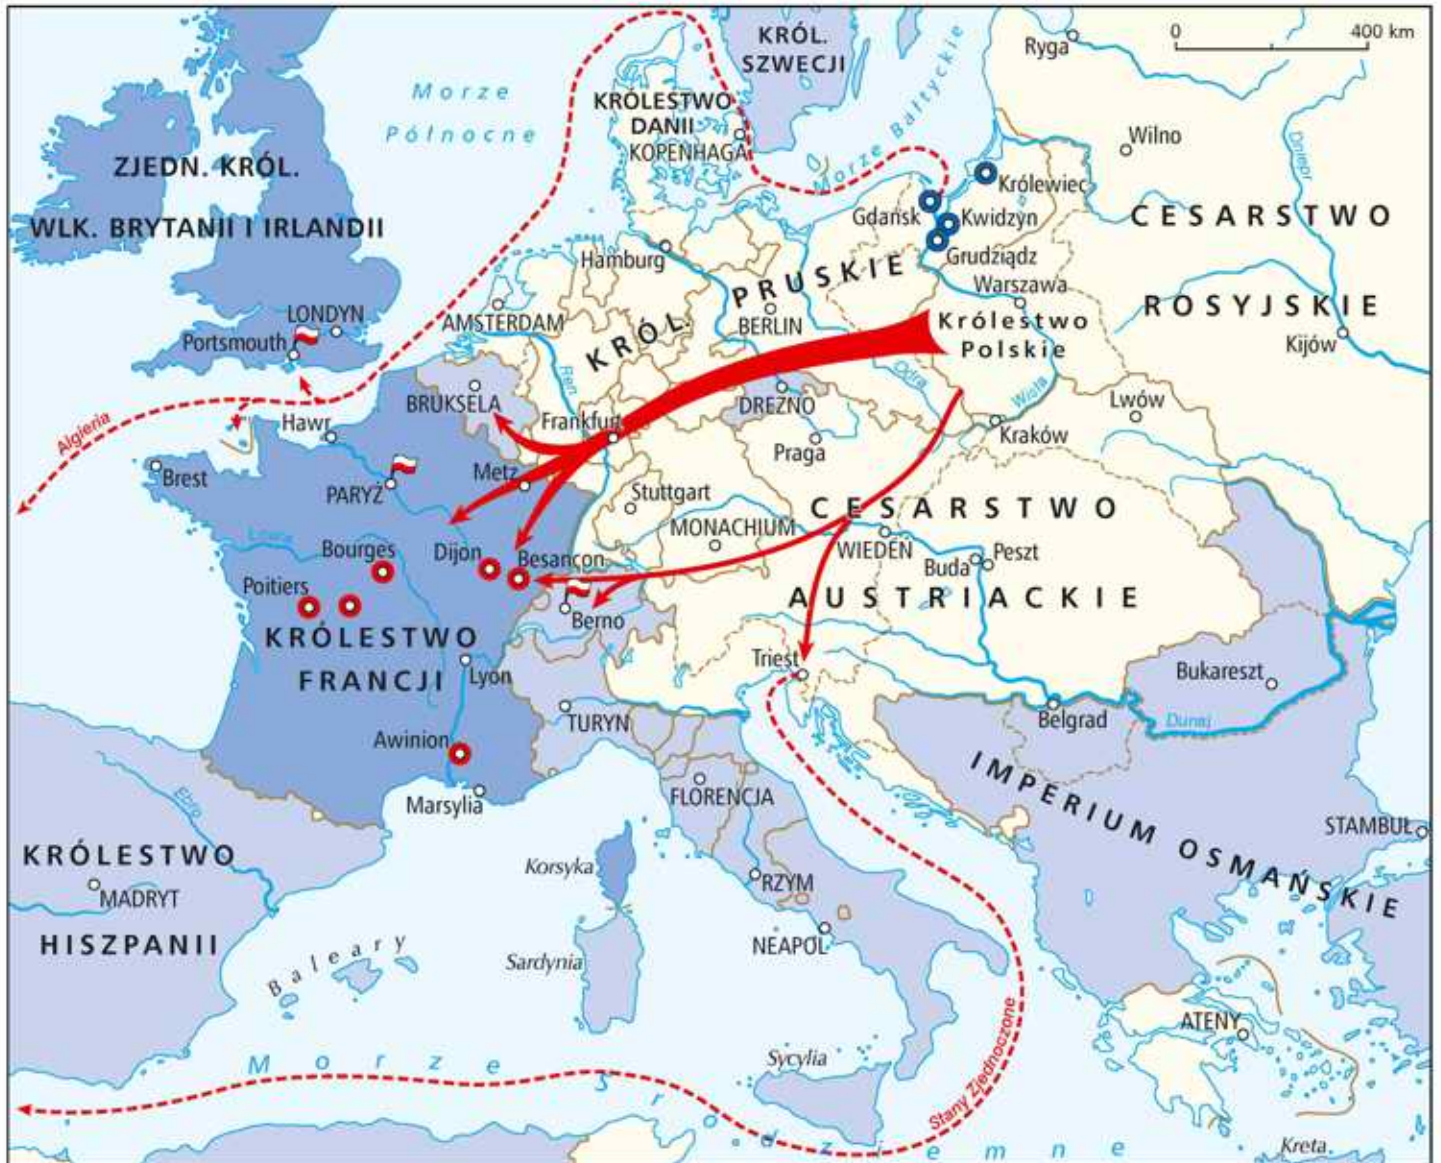 KRÓL.
SZWECJI
0
400 km
Ryga
Morze
Północne
KRÓLESTWO
DANII
KOPENHAGA
Morze Bałtyckie
Wilno
Dniepr
ZJEDN. KRÓL.
WLK. BRYTANII I IRLANDII
Królewiec
Gdańsk
Kwidzyn
Grudziądz
CESARSTWO
ROSYJSKIE
Hamburg
KRÓL. PRUSKIE
Warszawa
LONDYN
Portsmouth
AMSTERDAM
BERLIN
Królestwo
Polskie
Kijów
Ren
Odra
Wisła
BRUKSELA
Frankfurt
DREZNO
Lwów
Algieria
Hawr
Kraków
Praga
Brest
PARYŻ
Metz
Stuttgart
CESARSTWO
MONACHIUM
WIEDEŃ
Loara
Bourges
Dijon
Besançon
Buda
Peszt
Poitiers
AUSTRIACKIE
Berno
KRÓLESTWO
FRANCJI
Lyon
Triest
Bukareszt
TURYN
Belgrad
Dunaj
Awinion
Marsylia
FLORENCJA
IMPERIUM OSMAŃSKIE
Ebro
STAMBUŁ
KRÓLESTWO
HISZPANII
MADRYT
Korsyka
RZYM
NEAPOL
Baleary
Sardynia
Stany Zjednoczone
ATENY
Sycylia
Morze Śródziemne
Kreta